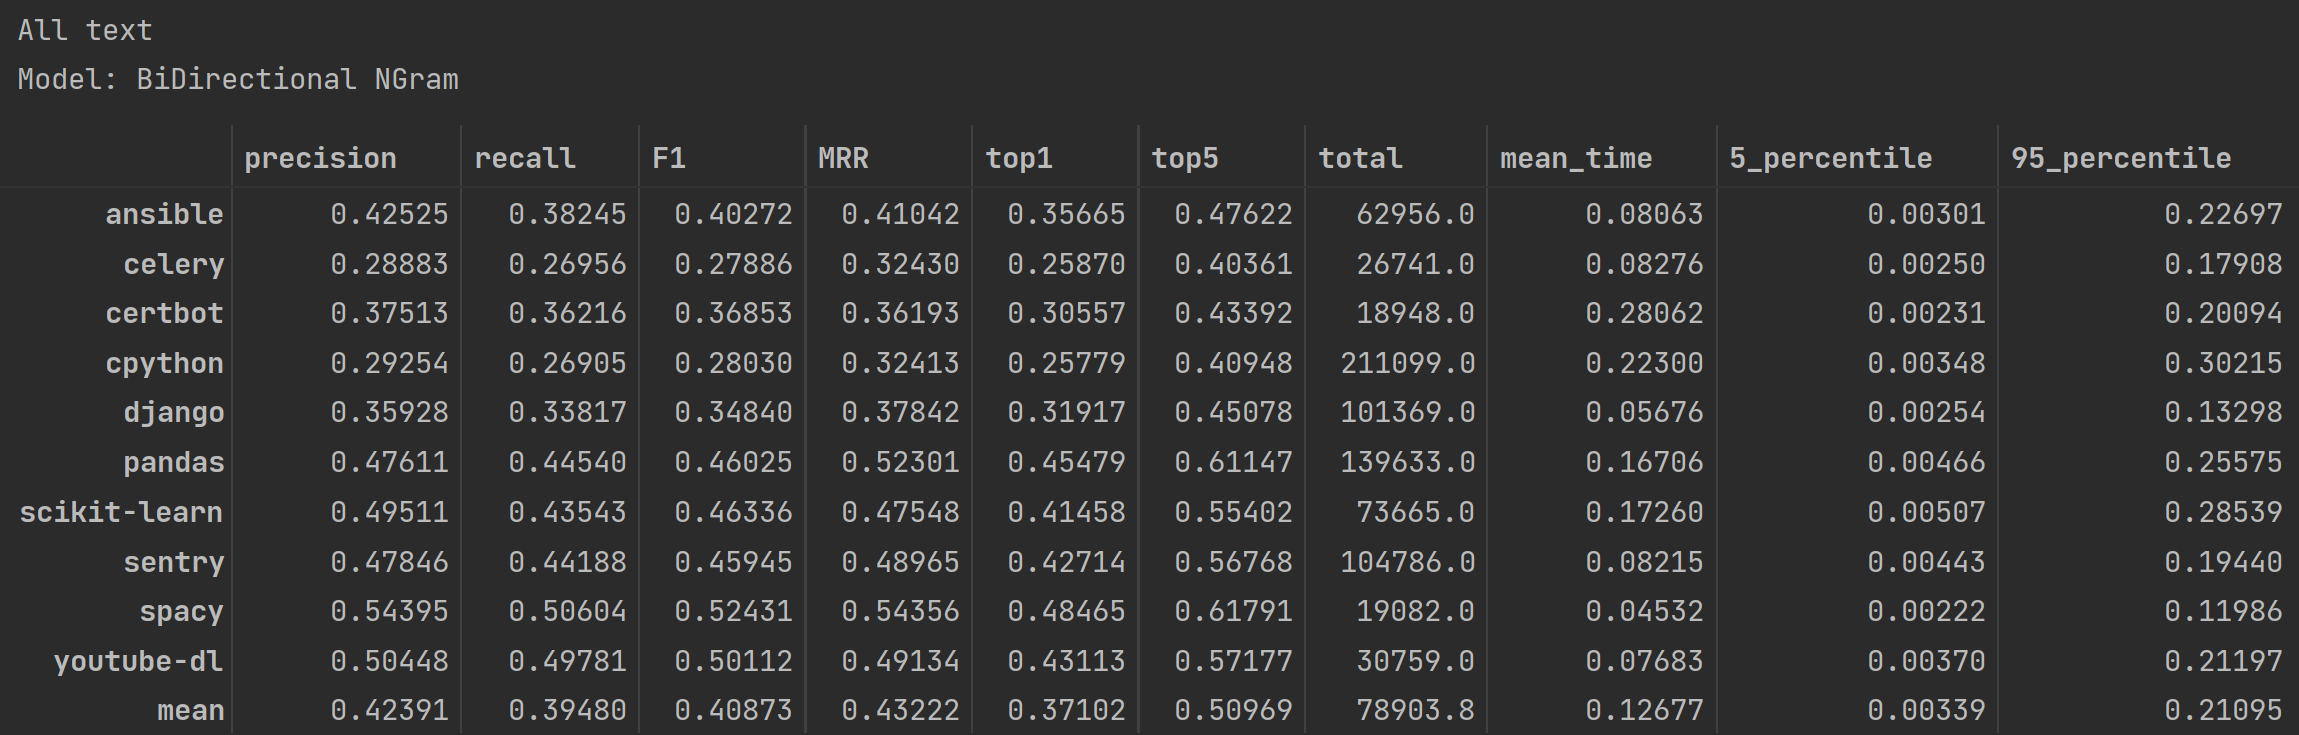 All text
Model: BiDirectional NGram
precision recall F1 MRR top1 top5 total mean_time 5_percentile 95_percentile
ansible 0.42525 0.38245 0.40272 0.41042 0.35665 0.47622 62956.0 0.08063 0.00301 0.22697
celery 0.28883 0.26956 0.27886 0.32430 0.25870 0.40361 26741.0 0.08276 0.00250 0.17908
certbot 0.37513 0.36216 0.36853 0.36193 0.30557 0.43392 18948.0 0.28062 0.00231 0.20094
cpython 0.29254 0.26905 0.28030 0.32413 0.25779 0.40948 211099.0 0.22300 0.00348 0.30215
django 0.35928 0.33817 0.34840 0.37842 0.31917 0.45078 101369.0 0.05676 0.00254 0.13298
pandas 0.47611 0.44540 0.46025 0.52301 0.45479 0.61147 139633.0 0.16706 0.00466 0.25575
scikit-learn 0.49511 0.43543 0.46336 0.47548 0.41458 0.55402 73665.0 0.17260 0.00507 0.28539
sentry 0.47846 0.44188 0.45945 0.48965 0.42714 0.56768 104786.0 0.08215 0.00443 0.19440
spacy 0.54395 0.50604 0.52431 0.54356 0.48465 0.61791 19082.0 0.04532 0.00222 0.11986
youtube-dl 0.50448 0.49781 0.50112 0.49134 0.43113 0.57177 30759.0 0.07683 0.00370 0.21197
mean 0.42391 0.39480 0.40873 0.43222 0.37102 0.50969 78903.8 0.12677 0.00339 0.21095